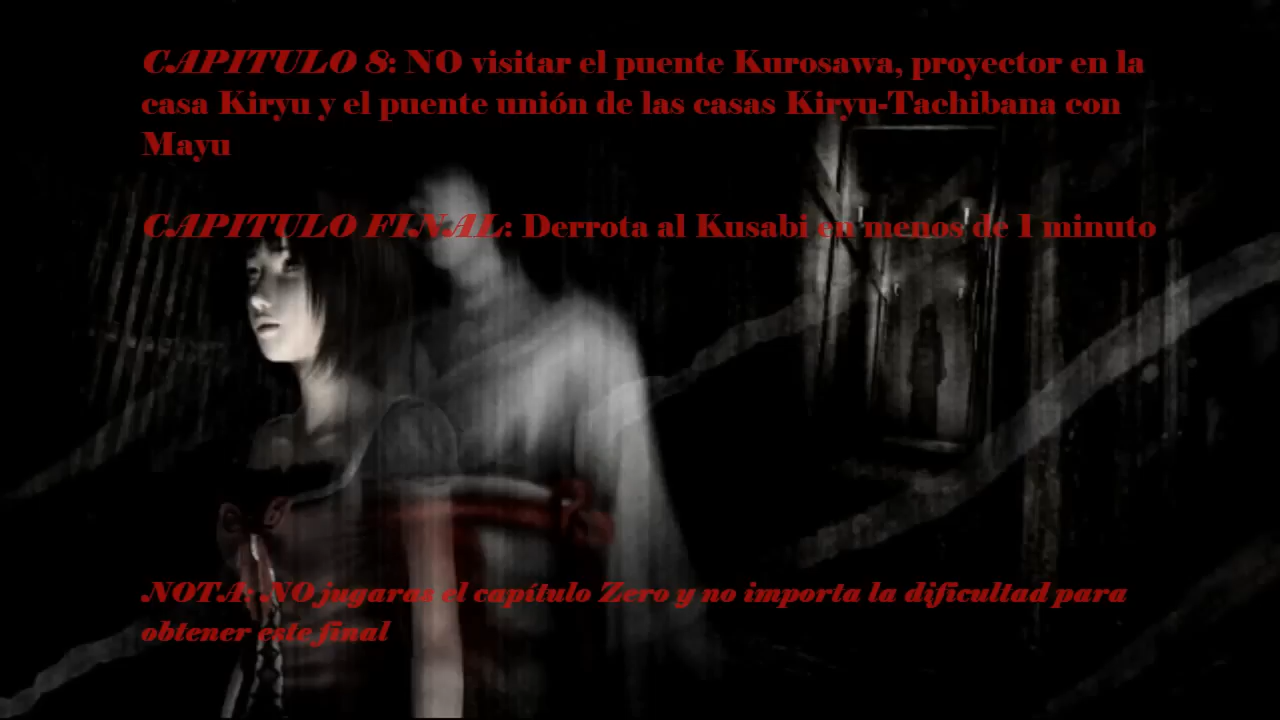 CAPITULO 8: NO visitar el puente Kurosawa, proyector en la
casa Kiryu y el puente unión de las casas Kiryu-Tachibana con
Mayu
CAPITULO FINAL: Derrota al Kusabi en menos de 1 minuto
NOTA: NO jugaras el capítulo Zero y no importa la dificultad para
obtener este final